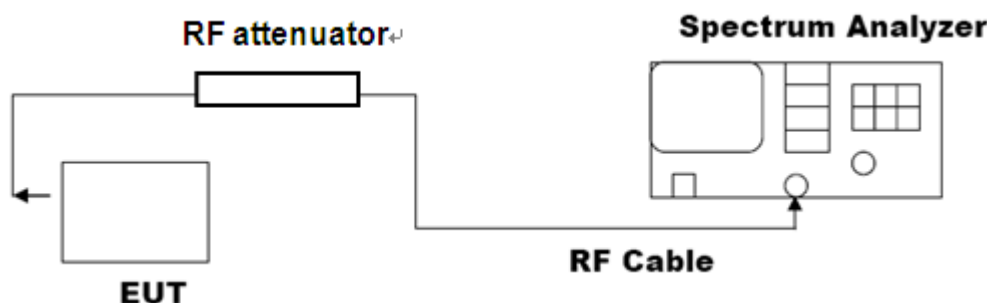 RF attenuator↵
Spectrum Analyzer
RF Cable
EUT